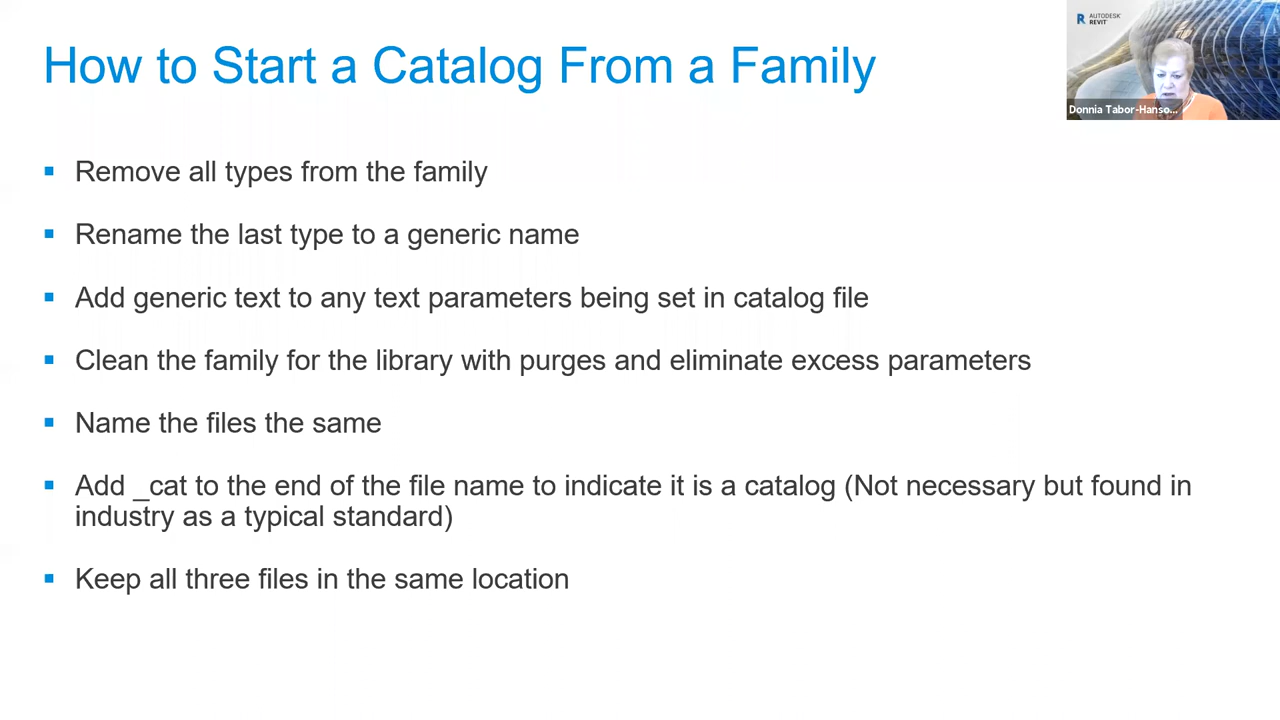 How to Start a Catalog From a Family
AUTODESK
REVIT
Donnia Tabor-Hanso...
Remove all types from the family
Rename the last type to a generic name
Add generic text to any text parameters being set in catalog file
Clean the family for the library with purges and eliminate excess parameters
Name the files the same
Add _cat to the end of the file name to indicate it is a catalog (Not necessary but found in
industry as a typical standard)
Keep all three files in the same location